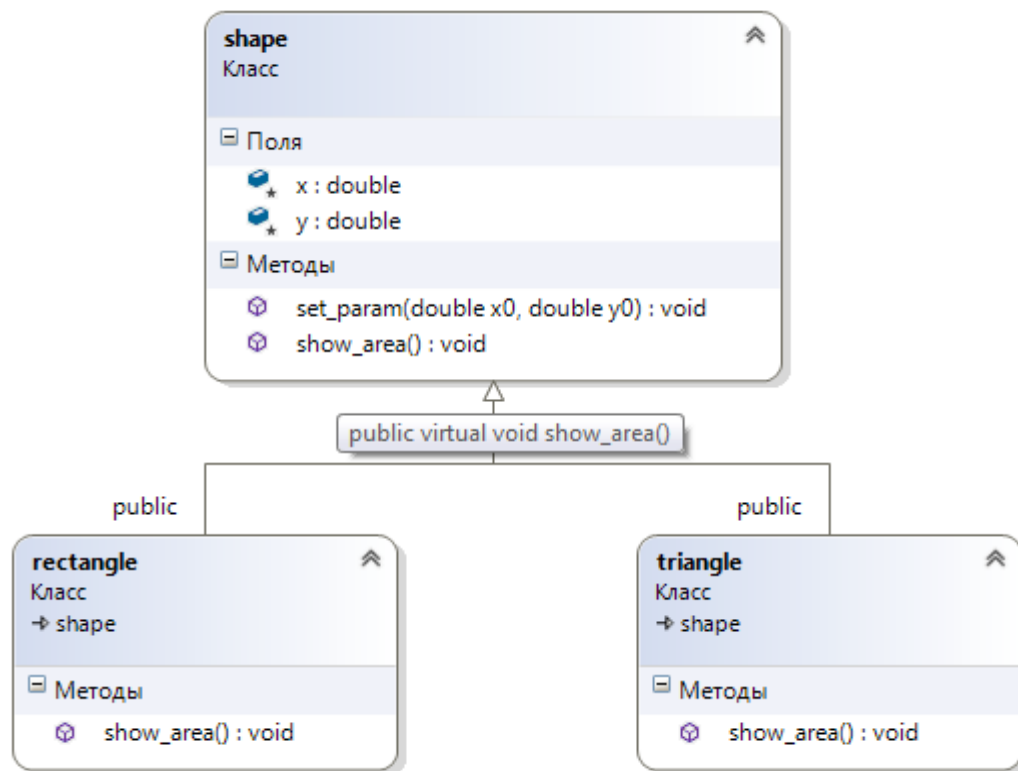 shape
Класс
Поля
x : double
y : double
Методы
set_param(double x0, double y0) : void
show_area() : void
public virtual void show_area()
public
public
rectangle
Класс
shape
Методы
show_area() : void
triangle
Класс
shape
Методы
show_area() : void